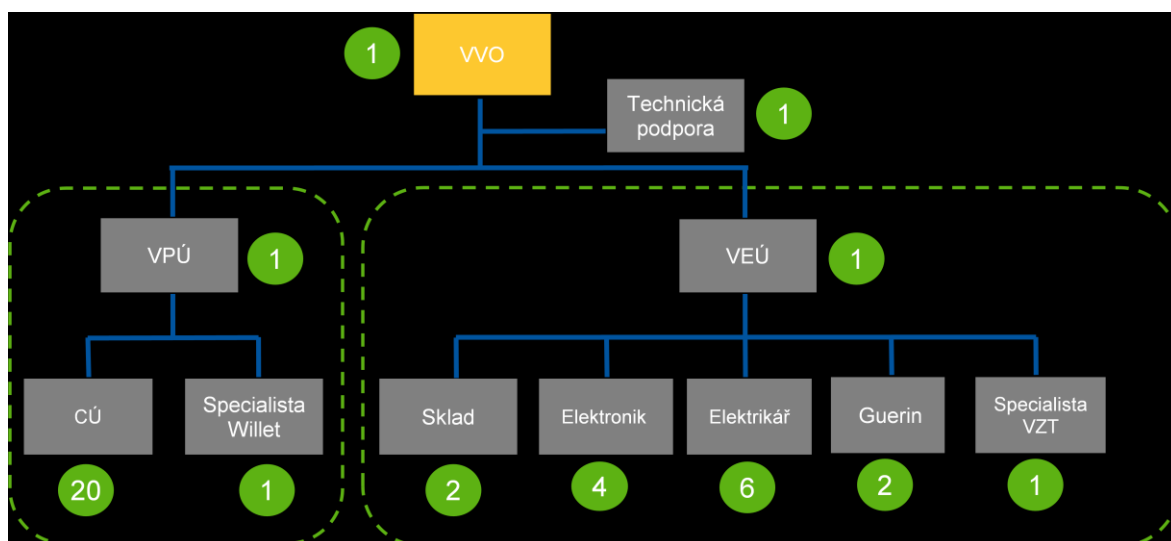 1
VVO
Technická
podpora
1
VPÚ
1
VEÚ
1
CÚ
Specialista
Willet
Sklad
Elektronik
Elektrikář
Guerin
Specialista
VZT
20
1
2
4
6
2
1